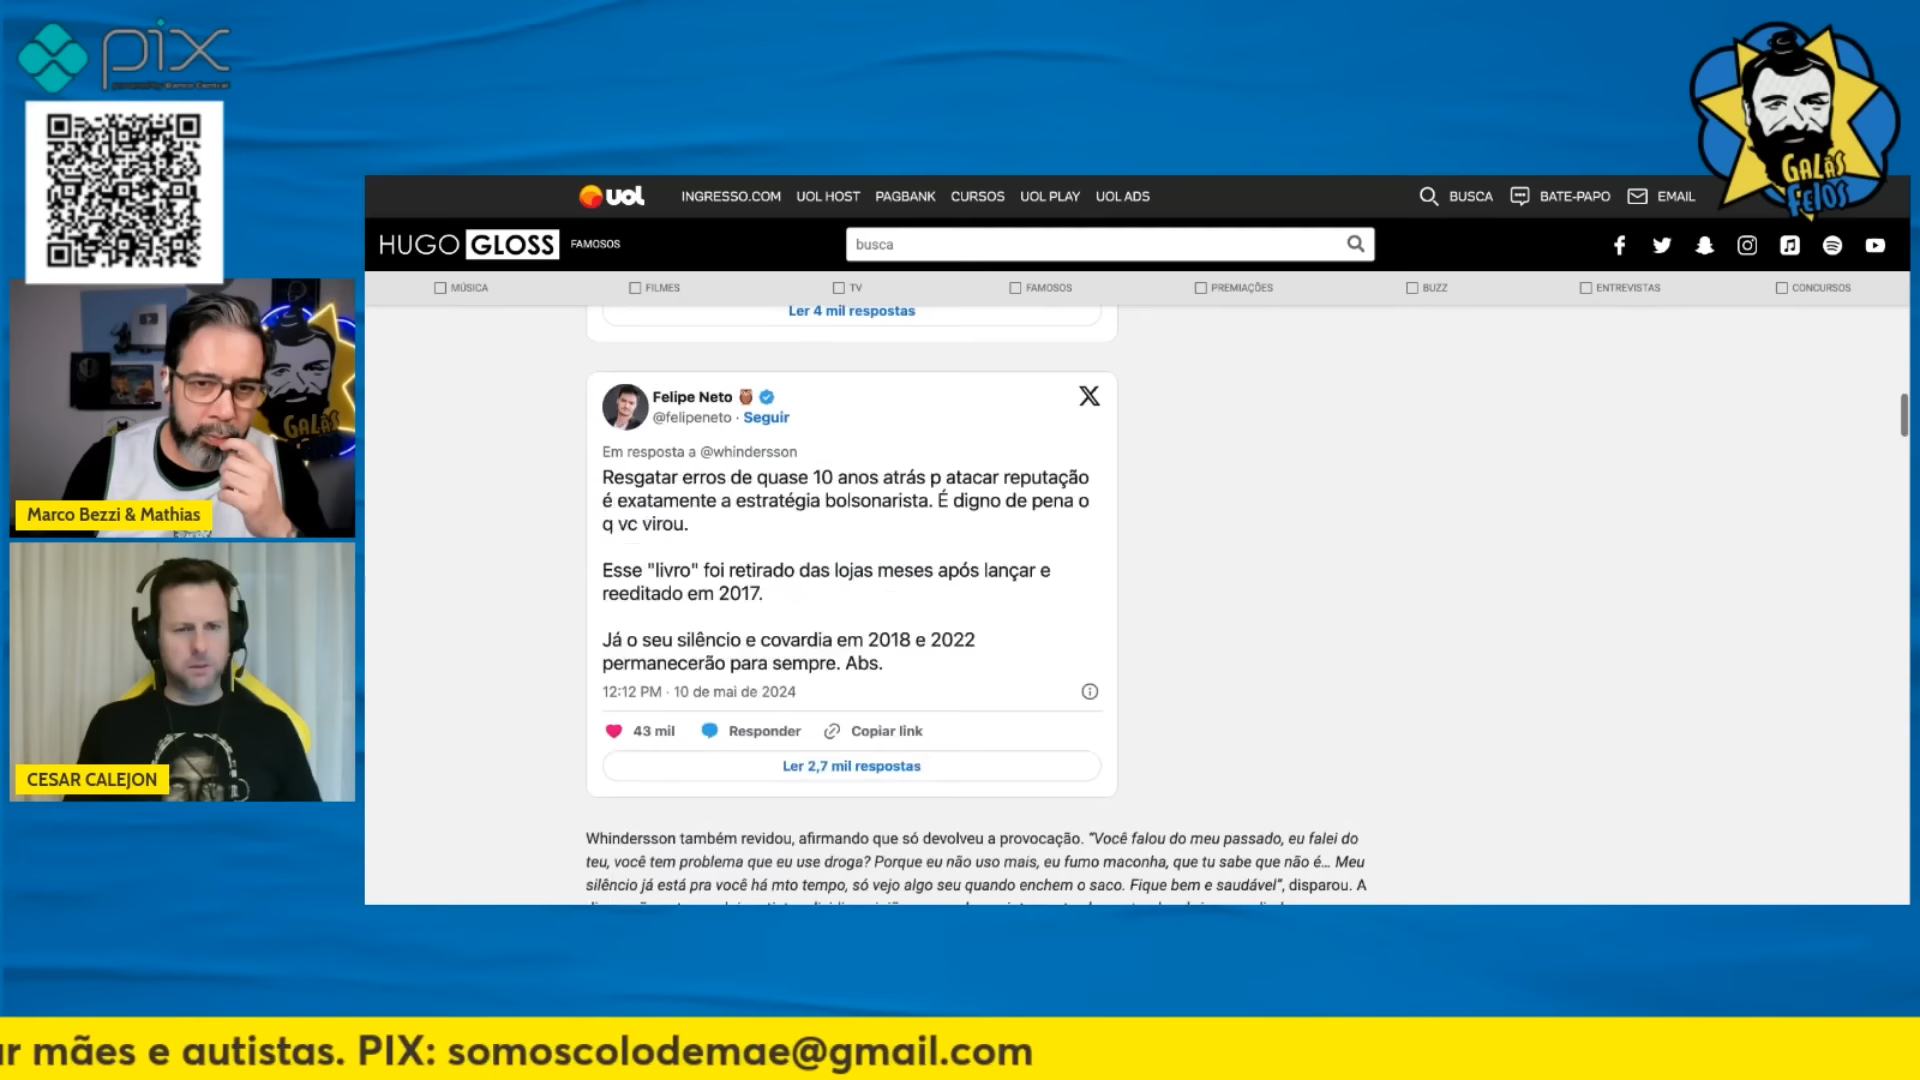 pix
powered by Banco Central
GALÃS
FEIOS
uol
INGRESSO.COM UOL HOST PAGBANK CURSOS UOL PLAY UOL ADS
BUSCA BATE-PAPO EMAIL
HUGO GLOSS FAMOSOS
busca
MÚSICA FILMES TV FAMOSOS PREMIAÇÕES BUZZ ENTREVISTAS CONCURSOS
Ler 4 mil respostas
Felipe Neto
@felipeneto · Seguir
Em resposta a @whindersson
Resgatar erros de quase 10 anos atrás p atacar reputação
é exatamente a estratégia bolsonarista. É digno de pena o
q vc virou.
Esse "livro" foi retirado das lojas meses após lançar e
reeditado em 2017.
Já o seu silêncio e covardia em 2018 e 2022
permanecerão para sempre. Abs.
12:12 PM · 10 de mai de 2024
43 mil Responder Copiar link
Ler 2,7 mil respostas
Whindersson também revidou, afirmando que só devolveu a provocação. “Você falou do meu passado, eu falei do
teu, você tem problema que eu use droga? Porque eu não uso mais, eu fumo maconha, que tu sabe que não é... Meu
silêncio já está pra você há mto tempo, só vejo algo seu quando enchem o saco. Fique bem e saudável”, disparou. A
GALÃS
Marco Bezzi & Mathias
CESAR CALEJON
r mães e autistas. PIX: somoscolodemae@gmail.com